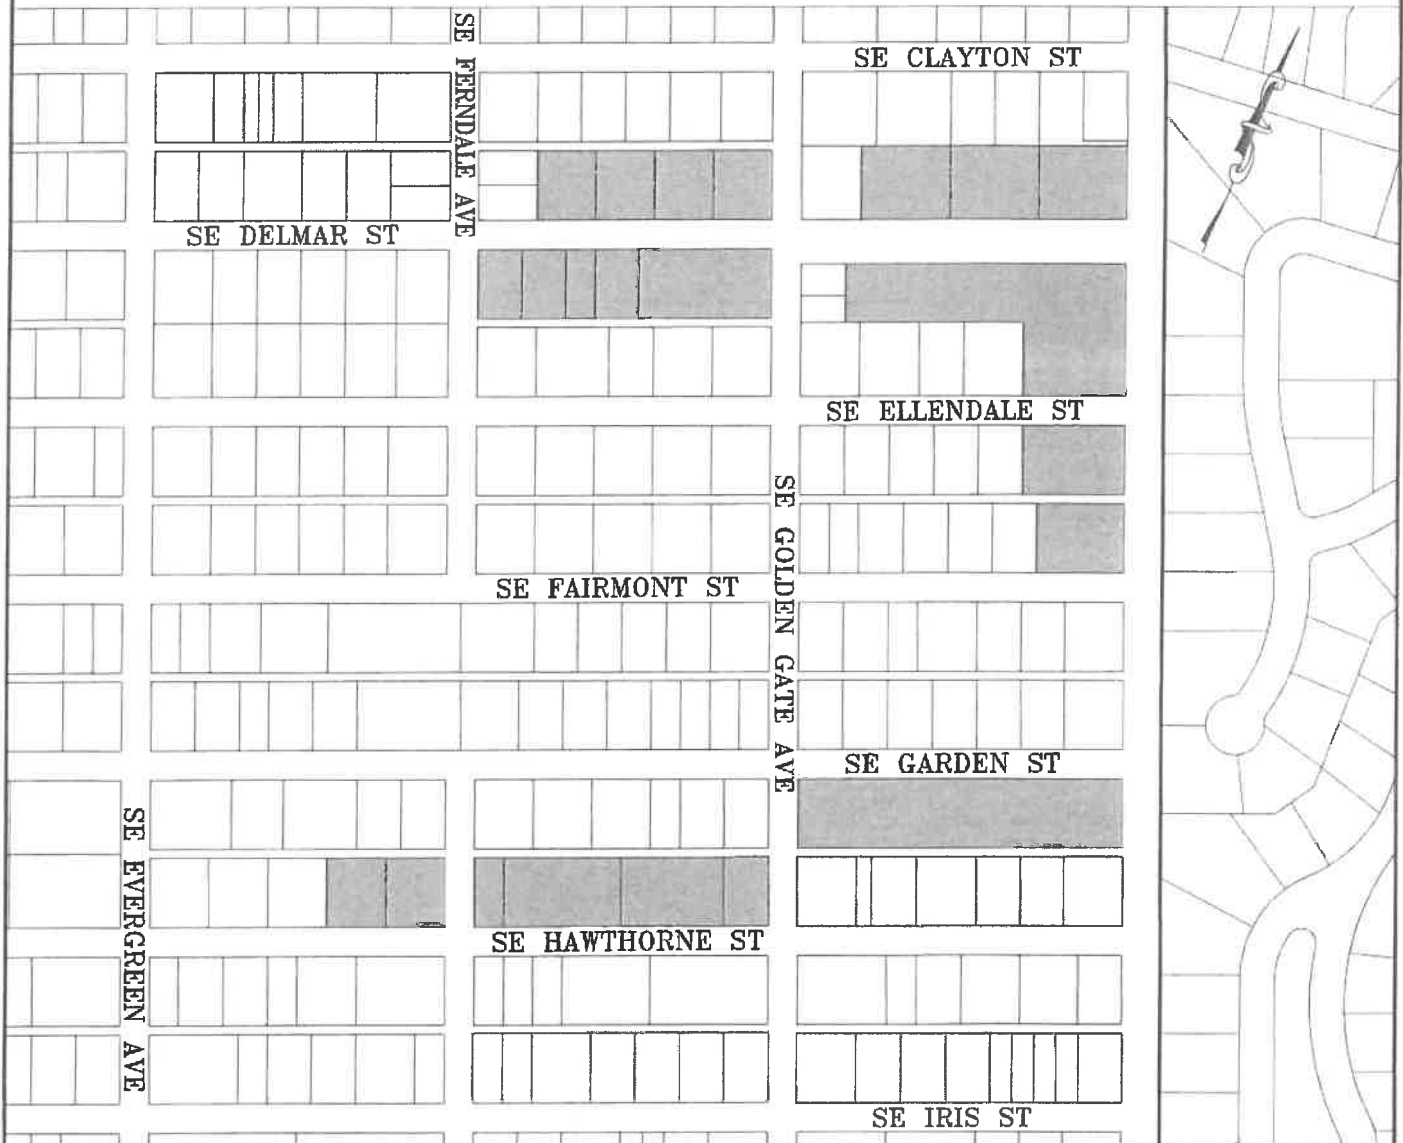 SE FERNDALE AVE
SE CLAYTON ST
SE DELMAR ST
SE ELLENDALE ST
SE GOLDEN GATE AVE
SE FAIRMONT ST
SE GARDEN ST
SE EVERGREEN AVE
SE HAWTHORNE ST
SE IRIS ST